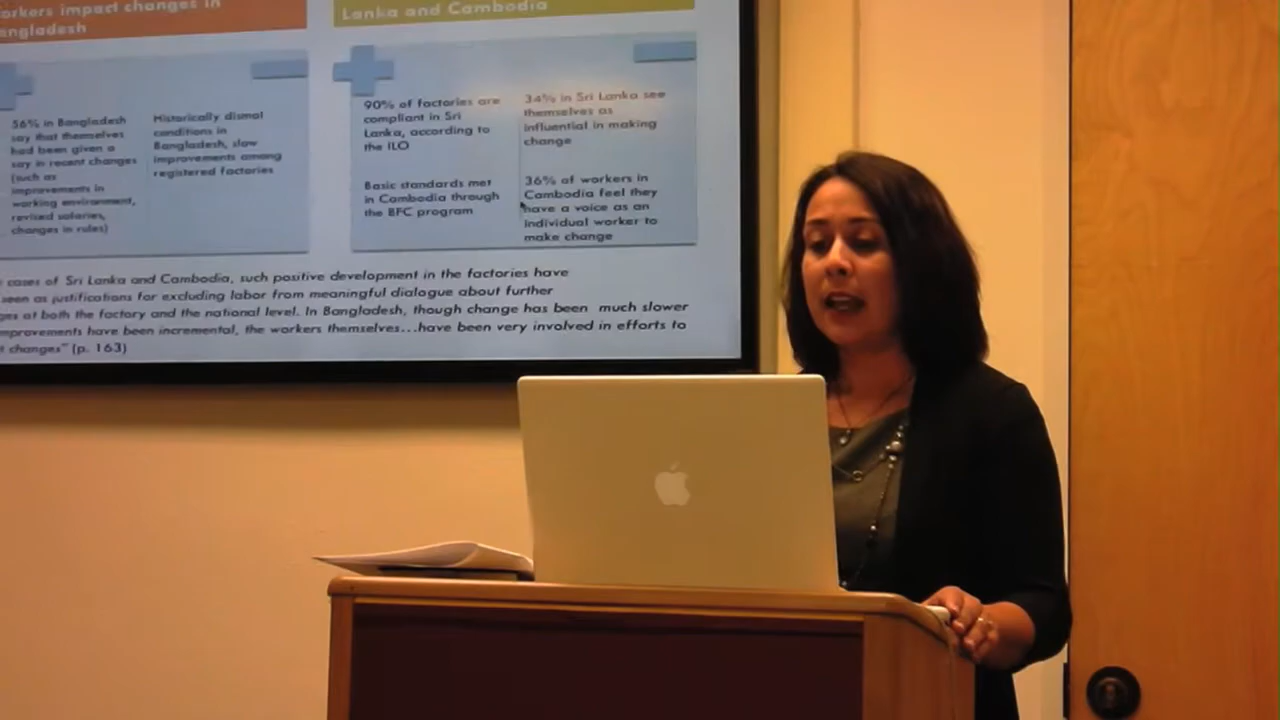 orkers impact changes in
angladesh
Lanka and Cambodia
56% in Bangladesh
say that themselves
had been given a
say in recent changes
(such as
improvements in
working environment,
revised salaries,
changes in rules)
Historically dismal
conditions in
Bangladesh, slow
improvements among
registered factories
90% of factories are
compliant in Sri
Lanka, according to
the ILO
Basic standards met
in Cambodia through
the BFC program
34% in Sri Lanka see
themselves as
influential in making
change
36% of workers in
Cambodia feel they
have a voice as an
individual worker to
make change
cases of Sri Lanka and Cambodia, such positive development in the factories have
seen as justifications for excluding labor from meaningful dialogue about further
ges at both the factory and the national level. In Bangladesh, though change has been much slower
mprovements have been incremental, the workers themselves...have been very involved in efforts to
t changes" (p. 163)